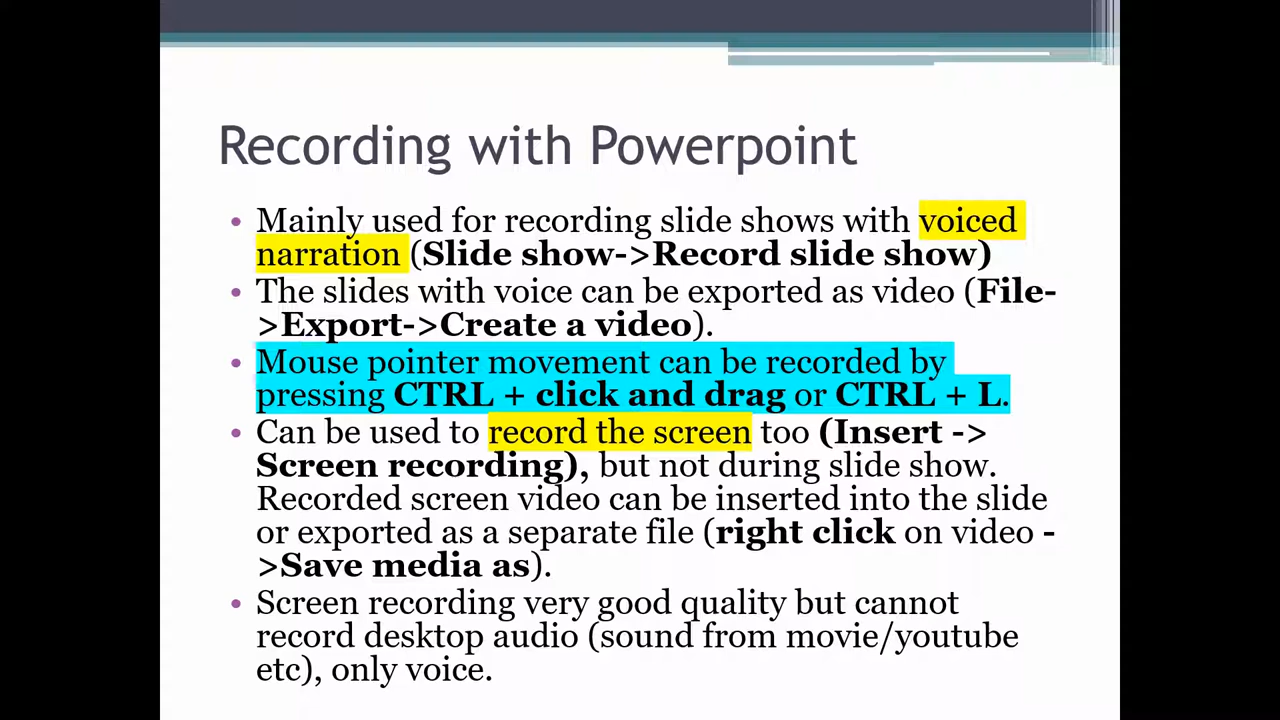 Recording with Powerpoint
• Mainly used for recording slide shows with voiced
narration (Slide show->Record slide show)
• The slides with voice can be exported as video (File-
>Export->Create a video).
• Mouse pointer movement can be recorded by
pressing CTRL + click and drag or CTRL + L.
• Can be used to record the screen too (Insert ->
Screen recording), but not during slide show.
Recorded screen video can be inserted into the slide
or exported as a separate file (right click on video -
>Save media as).
• Screen recording very good quality but cannot
record desktop audio (sound from movie/youtube
etc), only voice.